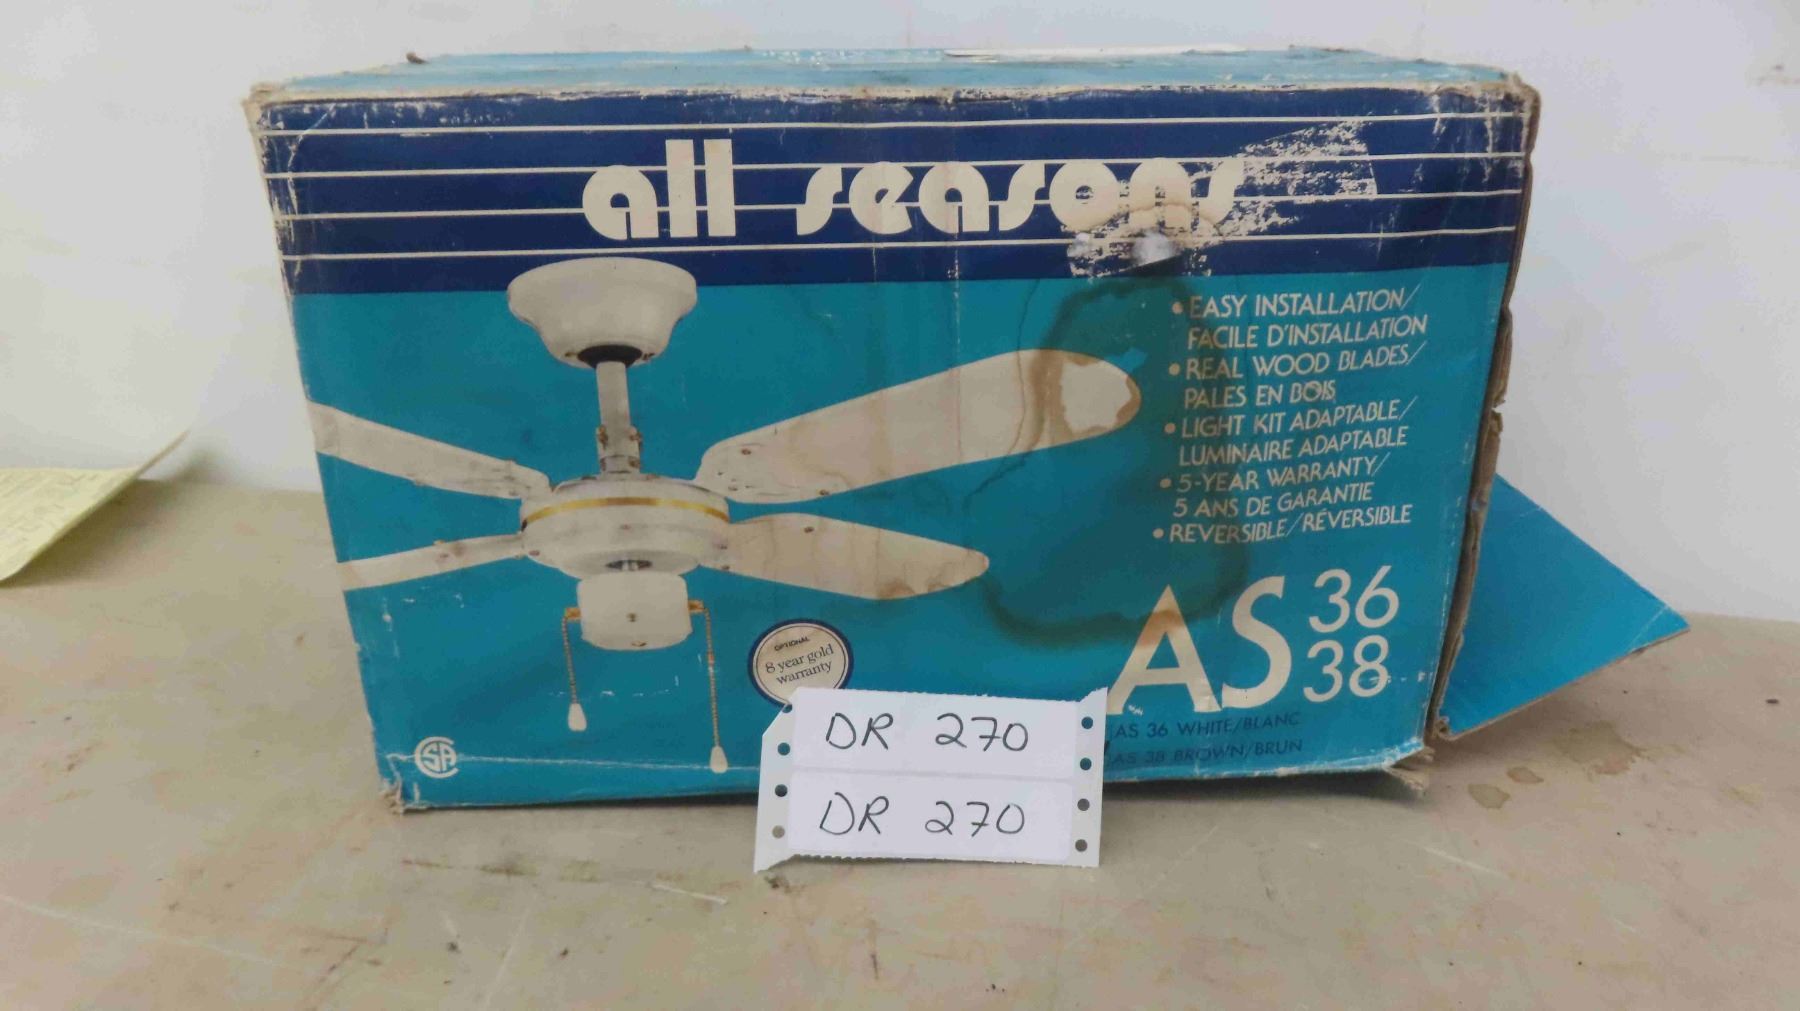 all seasons
• EASY INSTALLATION/
FACILE D'INSTALLATION
• REAL WOOD BLADES/
PALES EN BOIS
• LIGHT KIT ADAPTABLE/
LUMINAIRE ADAPTABLE
• 5-YEAR WARRANTY/
5 ANS DE GARANTIE
• REVERSIBLE/RÉVERSIBLE
AS 36
38
OPTIONAL
8 year gold
warranty
AS 36 WHITE/BLANC
AS 38 BROWN/BRUN
CSA
DR 270
DR 270